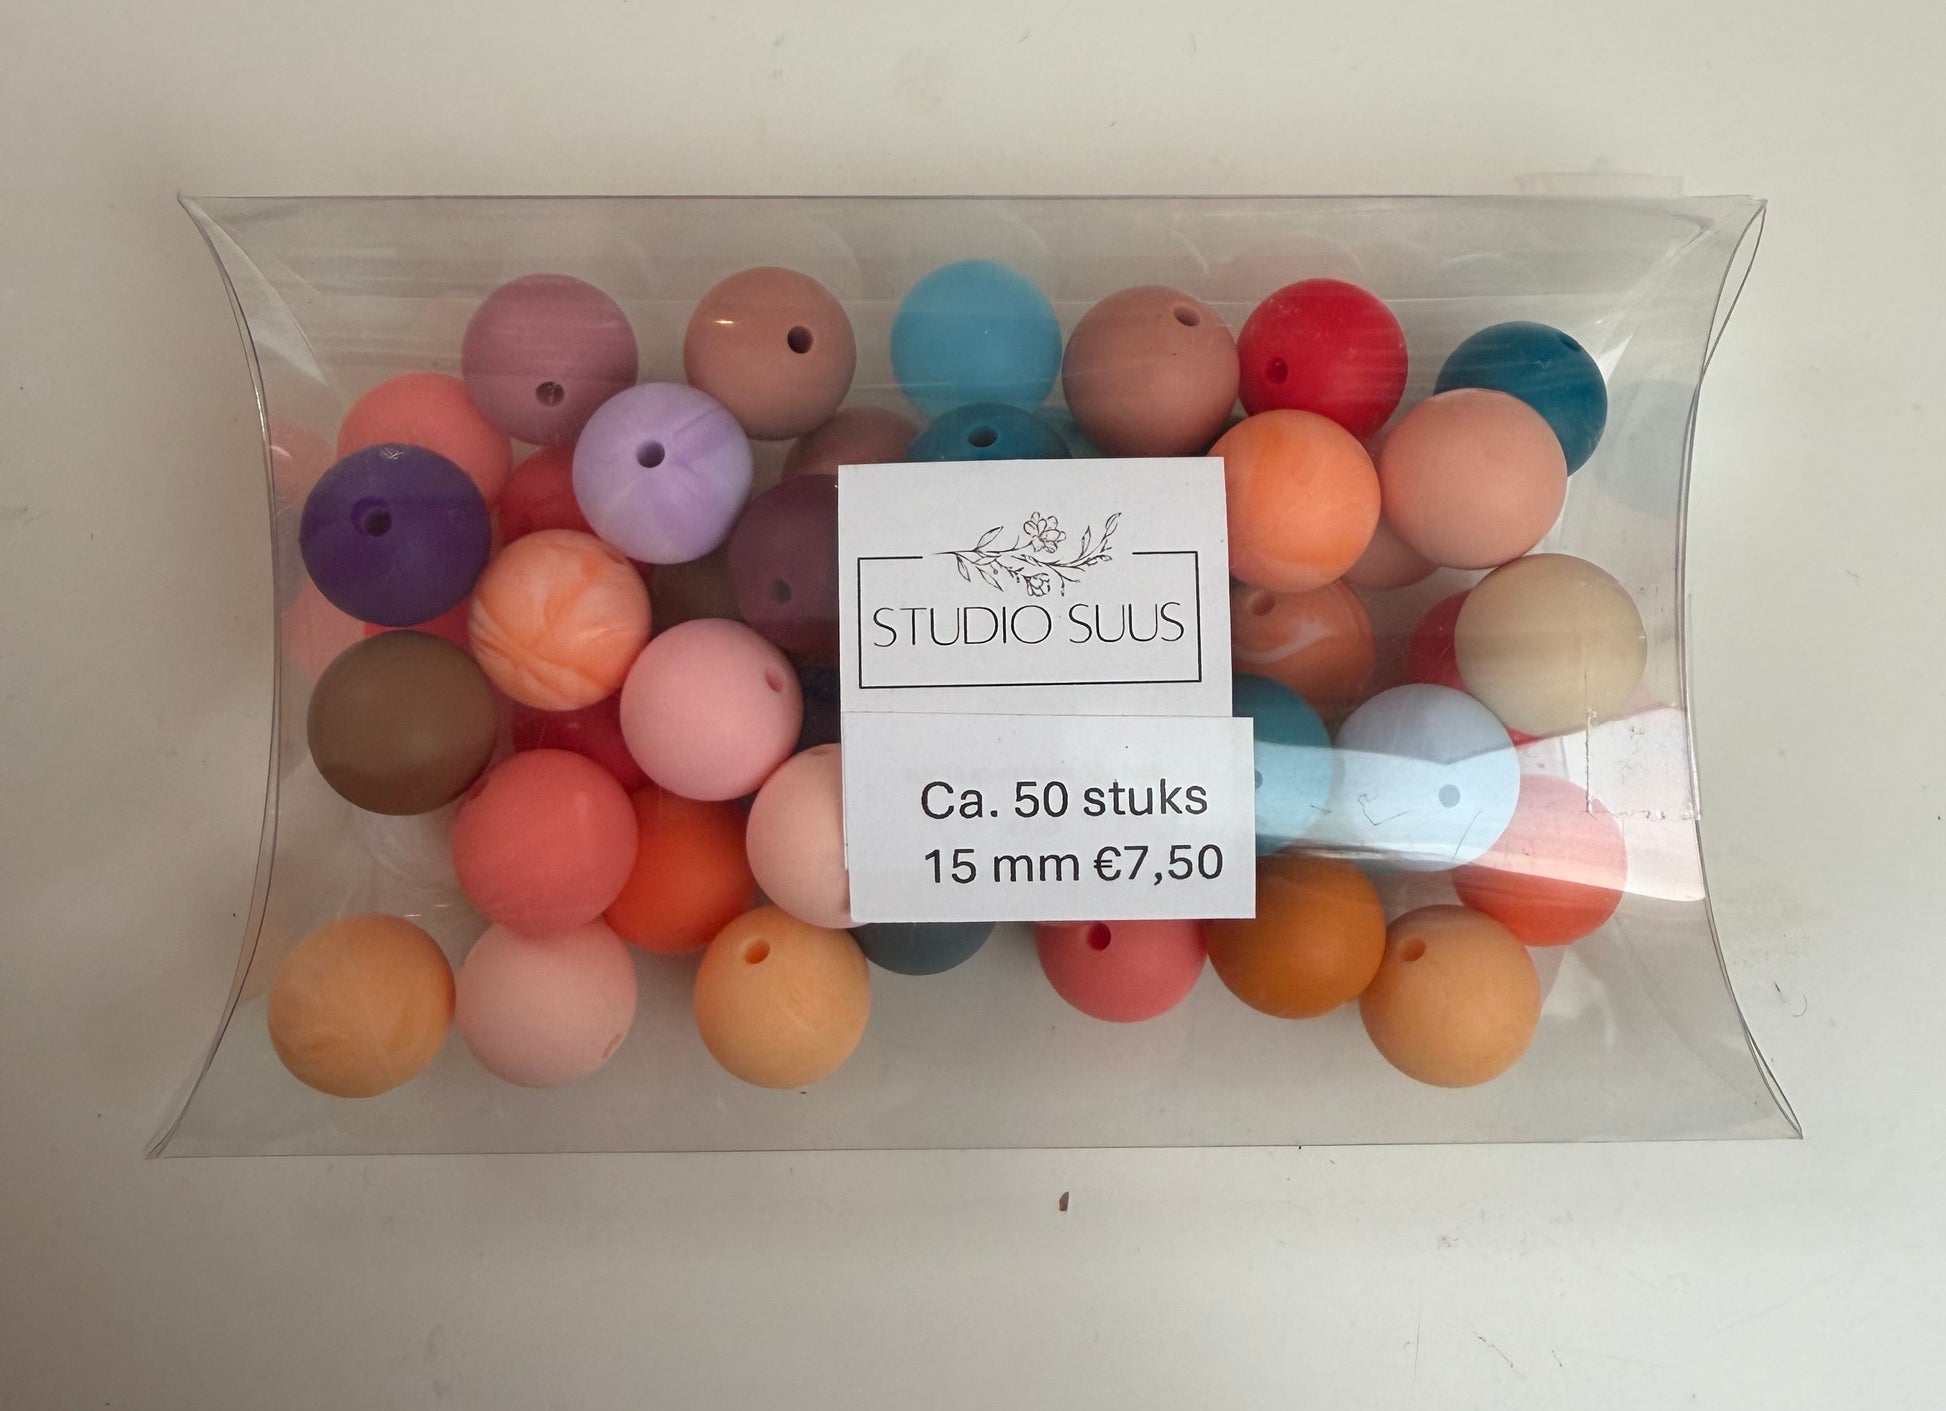 STUDIO SUUS
Ca. 50 stuks
15 mm €7,50